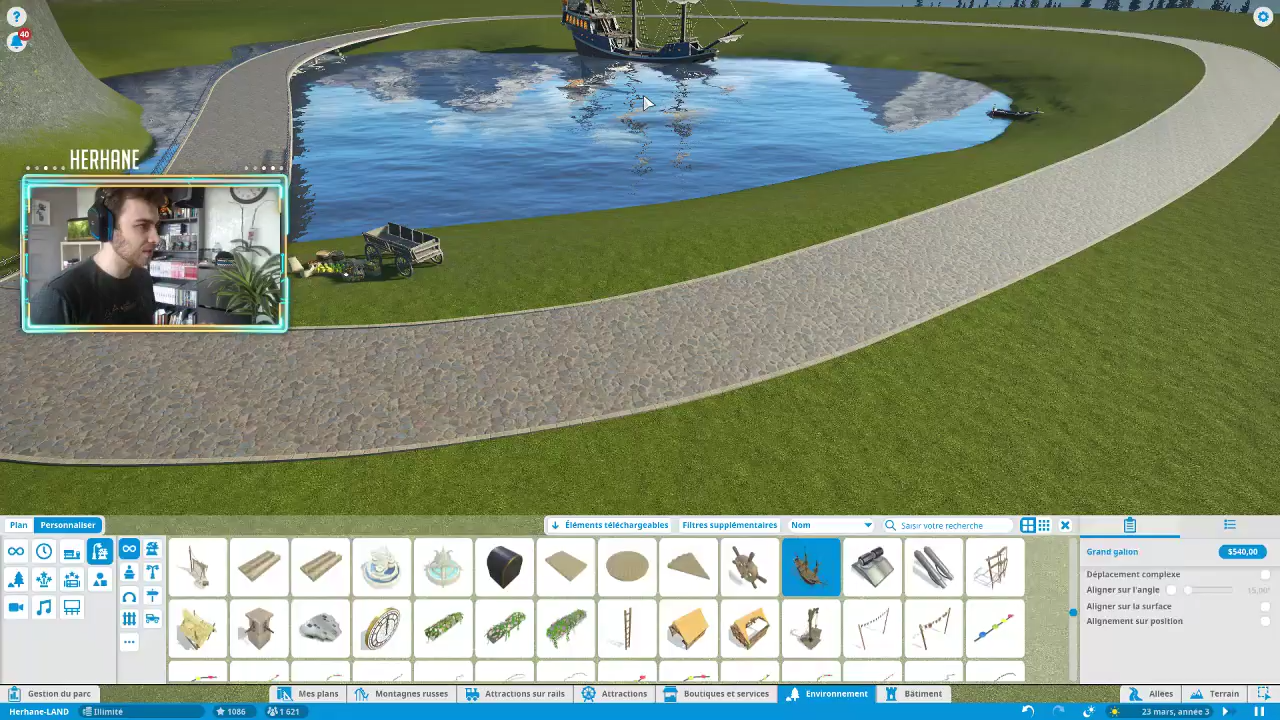 ?
40
HERHANE
Plan
Personnaliser
Éléments téléchargeables
Filtres supplémentaires
Nom
Saisir votre recherche
Grand galion
$540,00
Déplacement complexe
Aligner sur l'angle
15,00°
Aligner sur la surface
Alignement sur position
Gestion du parc
Mes plans
Montagnes russes
Attractions sur rails
Attractions
Boutiques et services
Environnement
Bâtiment
Allées
Terrain
Herhane-LAND
Illimité
1086
1 621
23 mars, année 3